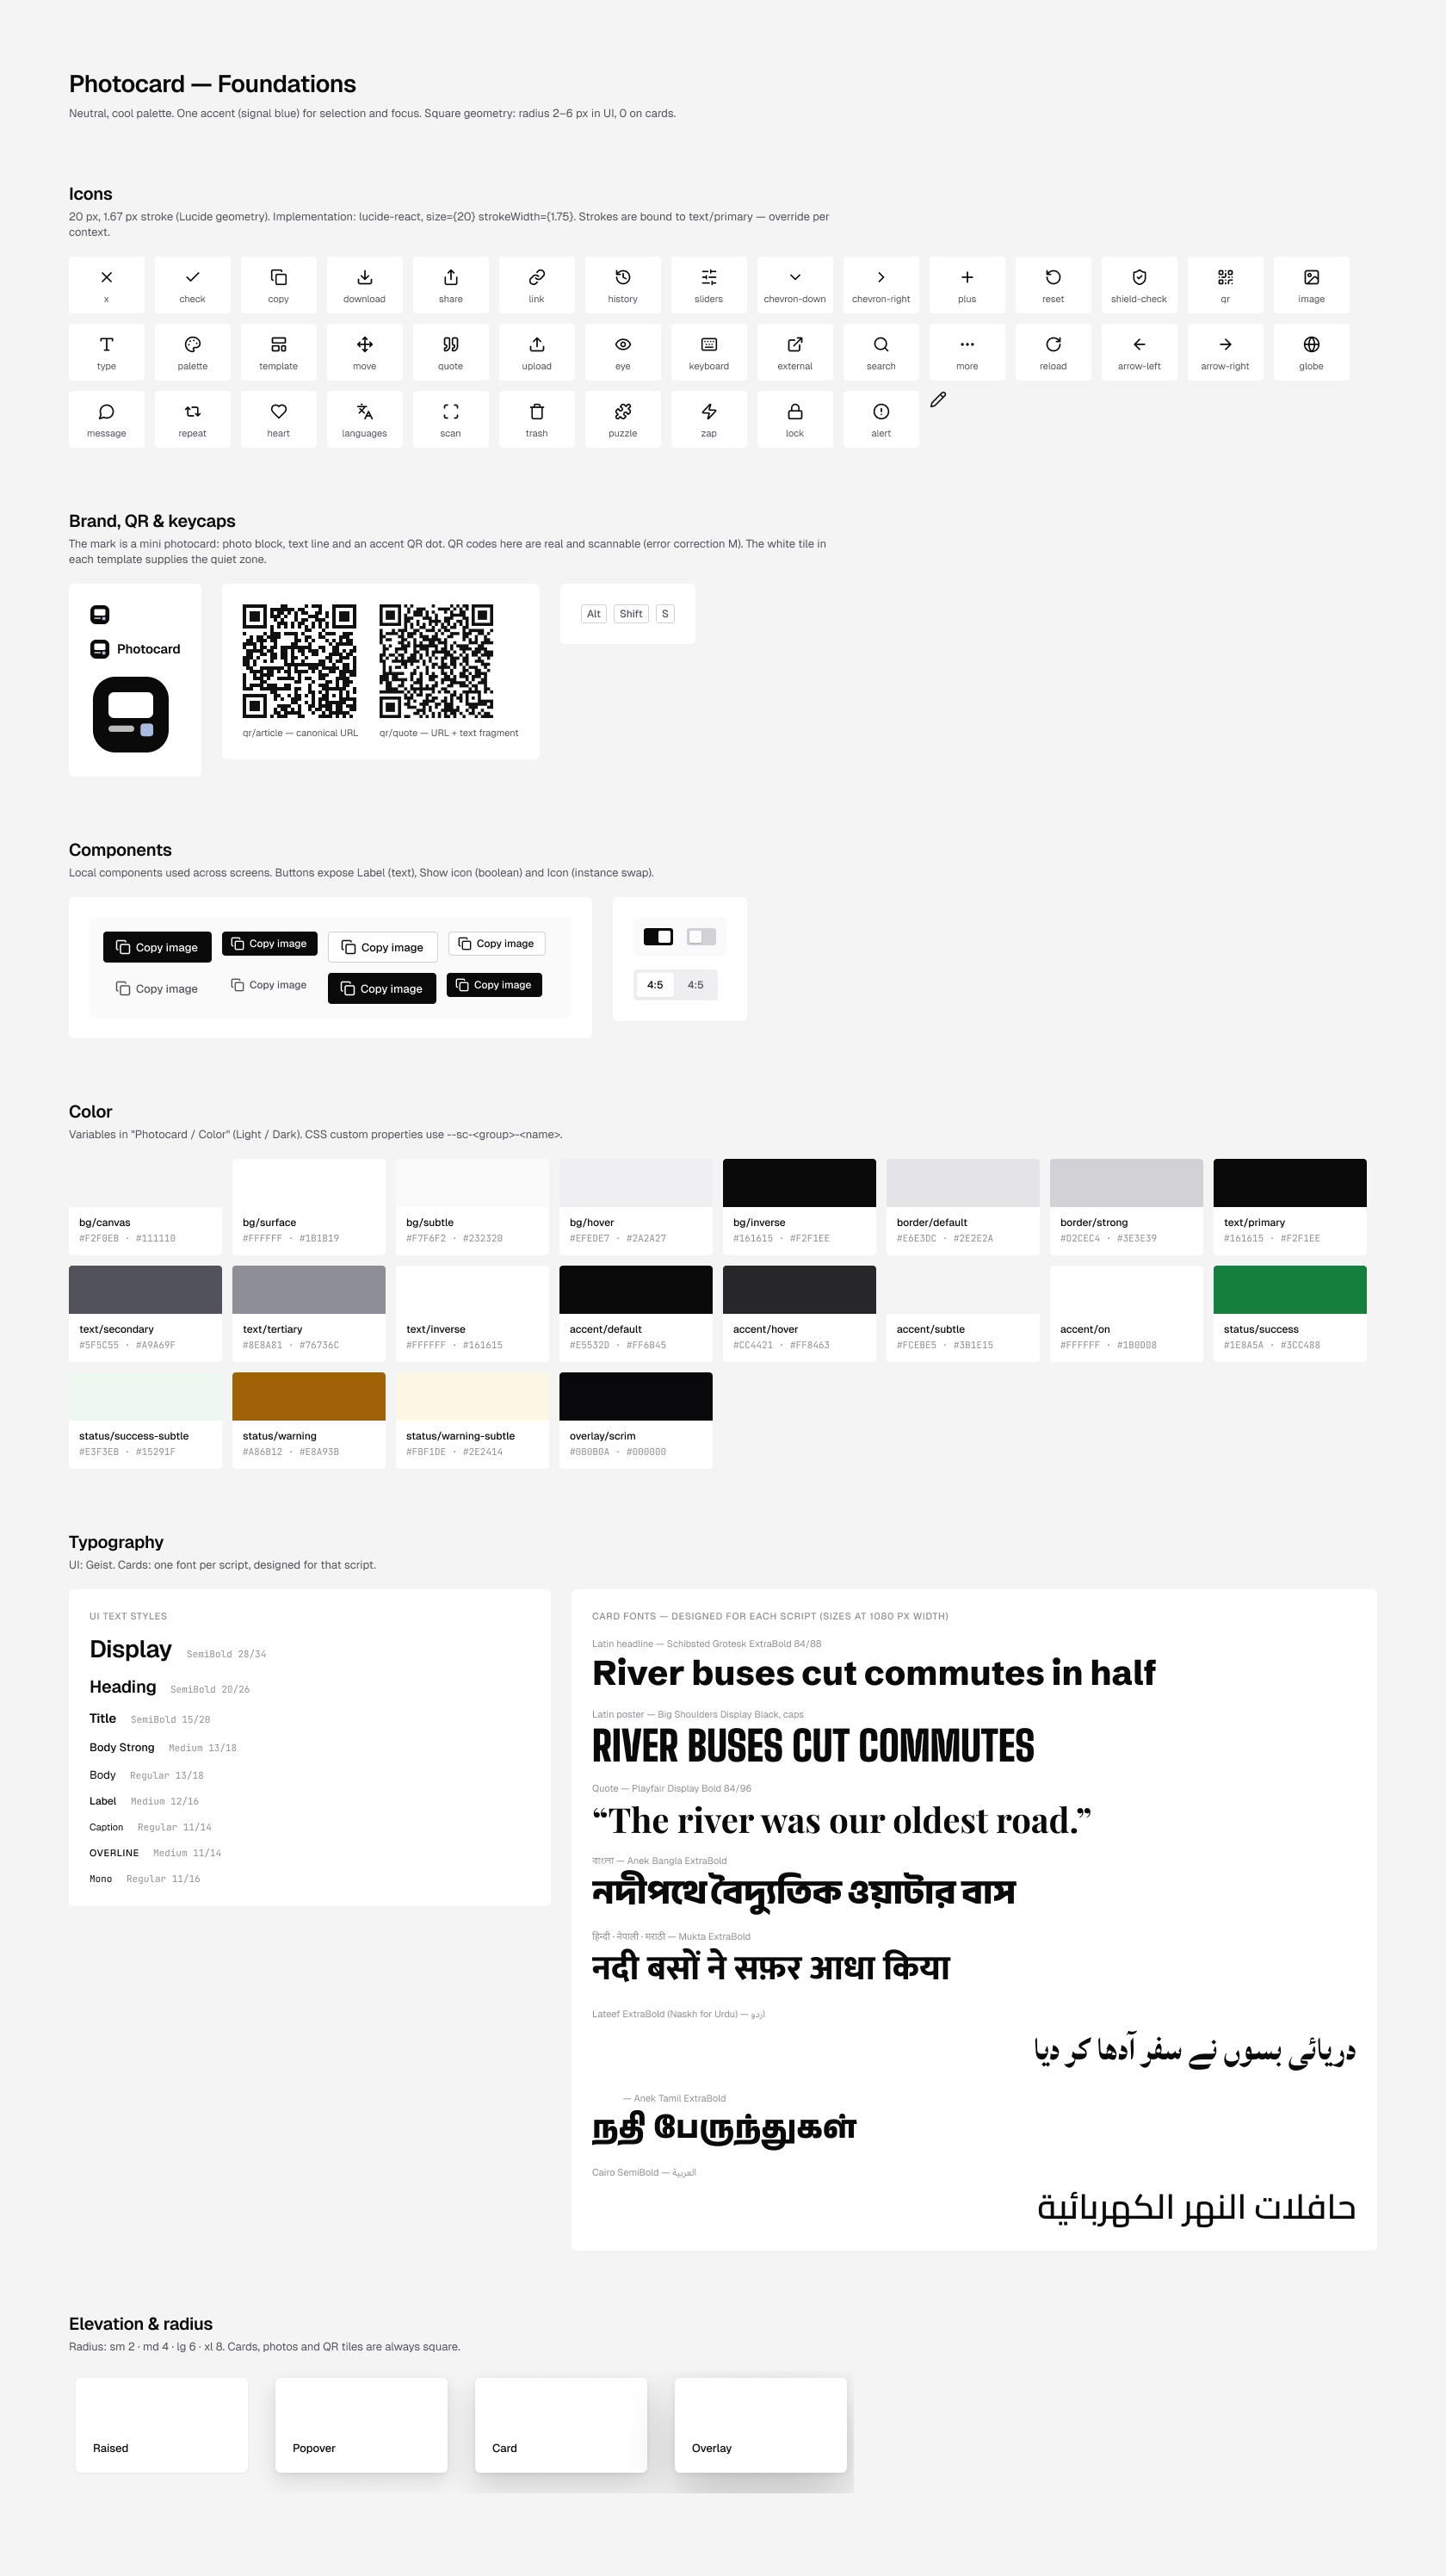 Photocard — Foundations
Neutral, cool palette. One accent (signal blue) for selection and focus. Square geometry: radius 2–6 px in UI, 0 on cards.
Icons
20 px, 1.67 px stroke (Lucide geometry). Implementation: lucide-react, size={20} strokeWidth={1.75}. Strokes are bound to text/primary — override per
context.
x check copy download share link history sliders chevron-down chevron-right plus reset shield-check qr image
type palette template move quote upload eye keyboard external search more reload arrow-left arrow-right globe
message repeat heart languages scan trash puzzle zap lock alert
Brand, QR & keycaps
The mark is a mini photocard: photo block, text line and an accent QR dot. QR codes here are real and scannable (error correction M). The white tile in
each template supplies the quiet zone.
Alt Shift S
Photocard
qr/article — canonical URL qr/quote — URL + text fragment
Components
Local components used across screens. Buttons expose Label (text), Show icon (boolean) and Icon (instance swap).
Copy image Copy image Copy image Copy image
Copy image Copy image Copy image Copy image
4:5 4:5
Color
Variables in "Photocard / Color" (Light / Dark). CSS custom properties use --sc-<group>-<name>.
bg/canvas bg/surface bg/subtle bg/hover bg/inverse border/default border/strong text/primary
#F2F0EB · #111110 #FFFFFF · #1B1B19 #F7F6F2 · #232320 #EFEDE7 · #2A2A27 #161615 · #F2F1EE #E6E3DC · #2E2E2A #D2CEC4 · #3E3E39 #161615 · #F2F1EE
text/secondary text/tertiary text/inverse accent/default accent/hover accent/subtle accent/on status/success
#5F5C55 · #A9A69F #8E8A81 · #76736C #FFFFFF · #161615 #E5532D · #FF6B45 #CC4421 · #FF8463 #FCEBE5 · #3B1E15 #FFFFFF · #1B0D08 #1E8A5A · #3CC488
status/success-subtle status/warning status/warning-subtle overlay/scrim
#E3F3EB · #15291F #A86B12 · #E8A93B #FBF1DE · #2E2414 #0B0B0A · #000000
Typography
UI: Geist. Cards: one font per script, designed for that script.
UI TEXT STYLES
Display SemiBold 28/34
Heading SemiBold 20/26
Title SemiBold 15/20
Body Strong Medium 13/18
Body Regular 13/18
Label Medium 12/16
Caption Regular 11/14
OVERLINE Medium 11/14
Mono Regular 11/16
CARD FONTS — DESIGNED FOR EACH SCRIPT (SIZES AT 1080 PX WIDTH)
Latin headline — Schibsted Grotesk ExtraBold 84/88
River buses cut commutes in half
Latin poster — Big Shoulders Display Black, caps
RIVER BUSES CUT COMMUTES
Quote — Playfair Display Bold 84/96
“The river was our oldest road.”
বাংলা — Anek Bangla ExtraBold
নদীপথে বৈদ্যুতিক ওয়াটার বাস
हिन्दी · नेपाली · मराठी — Mukta ExtraBold
नदी बसों ने सफ़र आधा किया
Lateef ExtraBold (Naskh for Urdu) — اردو
دریائی بسوں نے سفر آدھا کر دیا
— Anek Tamil ExtraBold
நதி பேருந்துகள்
Cairo SemiBold — العربية
حافلات النهر الكهربائية
Elevation & radius
Radius: sm 2 · md 4 · lg 6 · xl 8. Cards, photos and QR tiles are always square.
Raised Popover Card Overlay